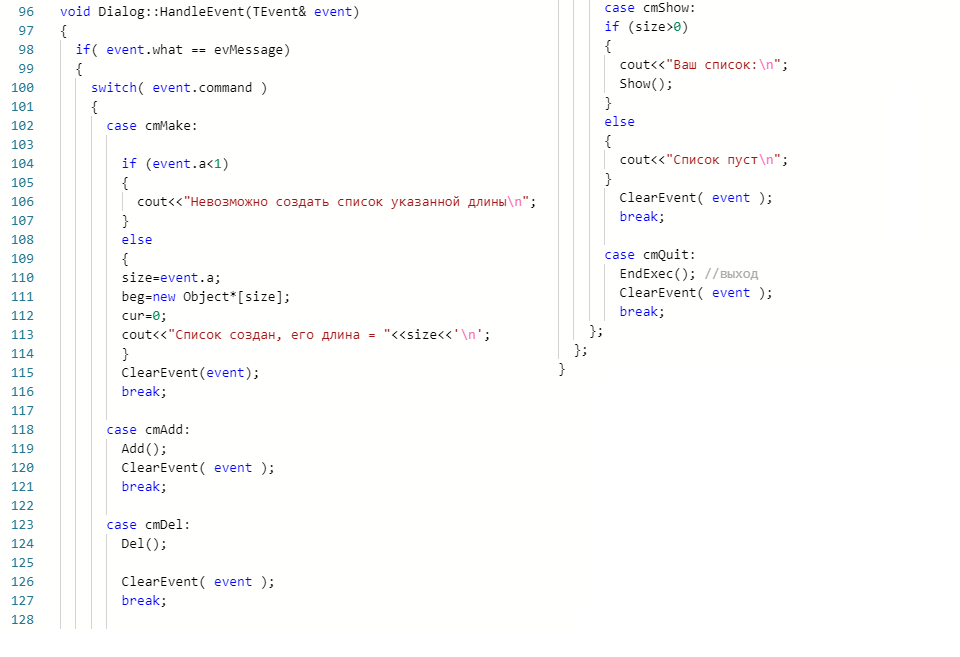 96 void Dialog::HandleEvent(TEvent& event)
97 {
98 if( event.what == evMessage)
99 {
100 switch( event.command )
101 {
102 case cmMake:
103
104 if (event.a<1)
105 {
106 cout<<"Невозможно создать список указанной длины\n";
107 }
108 else
109 {
110 size=event.a;
111 beg=new Object*[size];
112 cur=0;
113 cout<<"Список создан, его длина = "<<size<<'\n';
114 }
115 ClearEvent(event);
116 break;
117
118 case cmAdd:
119 Add();
120 ClearEvent( event );
121 break;
122
123 case cmDel:
124 Del();
125
126 ClearEvent( event );
127 break;
128
case cmShow:
if (size>0)
{
cout<<"Ваш список:\n";
Show();
}
else
{
cout<<"Список пуст\n";
}
ClearEvent( event );
break;
case cmQuit:
EndExec(); //выход
ClearEvent( event );
break;
};
};
}